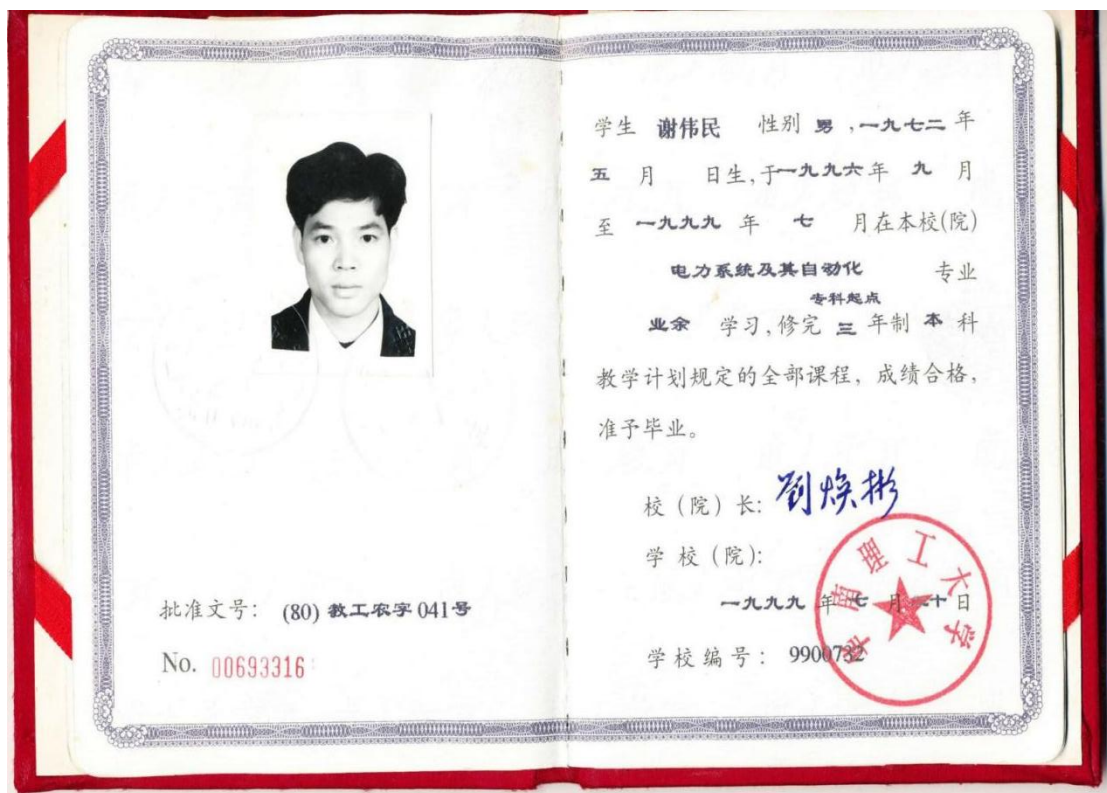 批准文号： (80) 教工农字041号
No. 00693316
学生 谢伟民 性别 男 ，一九七二 年
五 月 日生，于一九九六年 九 月
至 一九九九 年 七 月在本校(院)
电力系统及其自动化 专业
专科起点
业余 学习，修完 三 年制 本 科
教学计划规定的全部课程，成绩合格，
准予毕业。
校（院）长： 刘焕彬
学 校（院）：
华南理工大学
一九九九 年 七 月 日
学校编号： 9900732